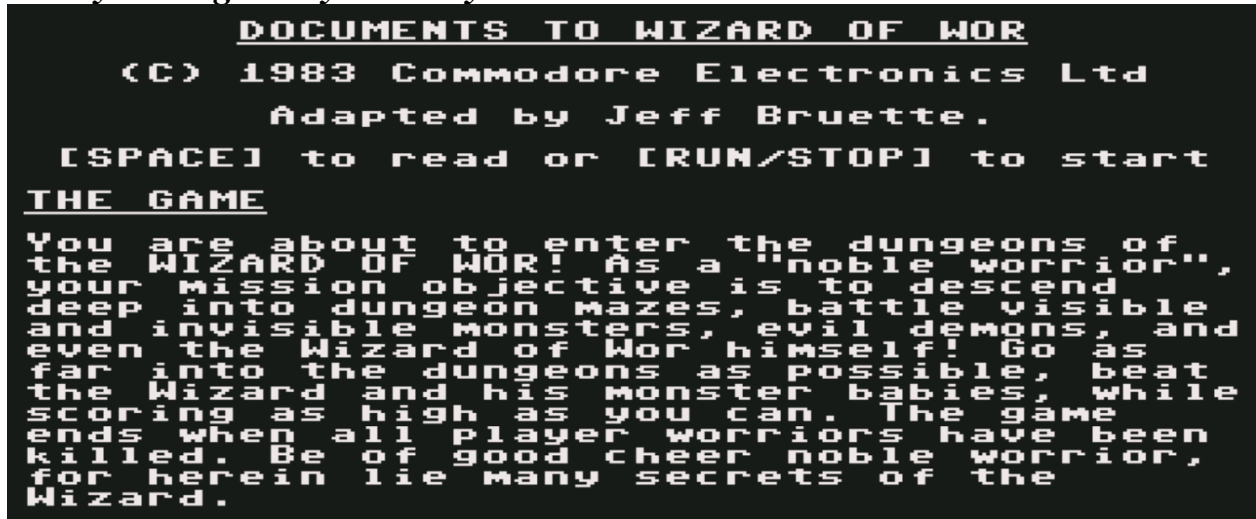 DOCUMENTS TO WIZARD OF WOR
(C) 1983 Commodore Electronics Ltd
Adapted by Jeff Bruette.
[SPACE] to read or [RUN/STOP] to start
THE GAME
You are about to enter the dungeons of
the WIZARD OF WOR! As a "noble worrior",
your mission objective is to descend
deep into dungeon mazes, battle visible
and invisible monsters, evil demons, and
even the Wizard of Wor himself! Go as
far into the dungeons as possible, beat
the Wizard and his monster babies, while
scoring as high as you can. The game
ends when all player worriors have been
killed. Be of good cheer noble worrior,
for herein lie many secrets of the
Wizard.